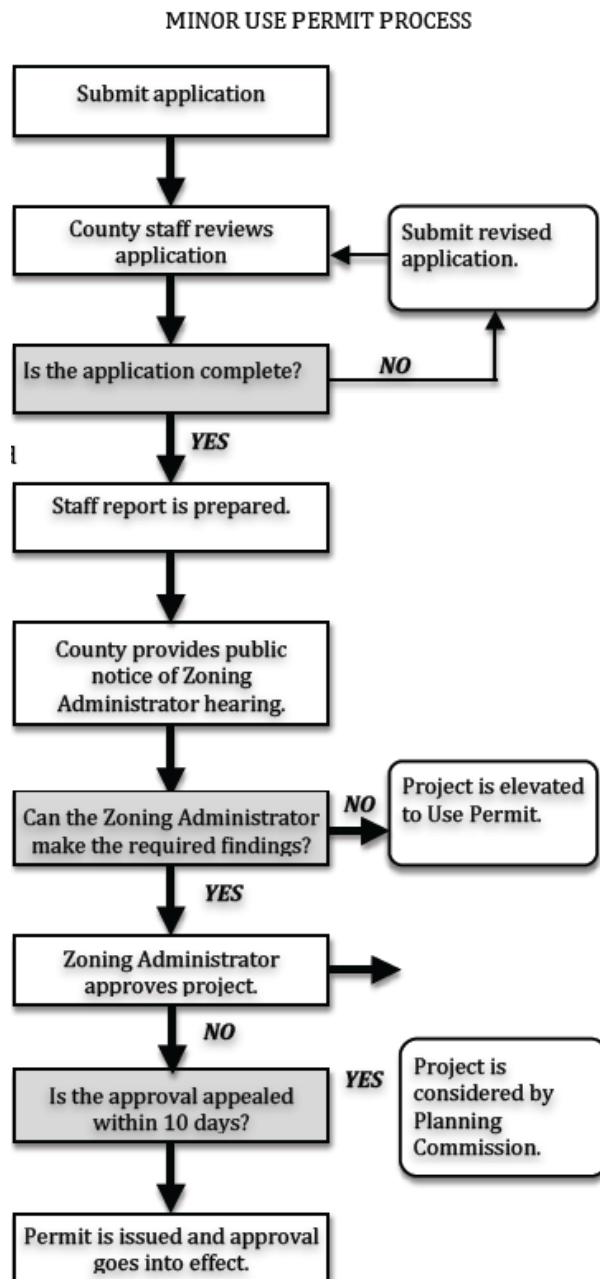 MINOR USE PERMIT PROCESS
Submit application
County staff reviews
application
Submit revised
application.
Is the application complete?
NO
YES
d
Staff report is prepared.
County provides public
notice of Zoning
Administrator hearing.
Can the Zoning Administrator
make the required findings?
NO
Project is elevated
to Use Permit.
YES
Zoning Administrator
approves project.
NO
YES
Project is
considered by
Planning
Commission.
Is the approval appealed
within 10 days?
Permit is issued and approval
goes into effect.